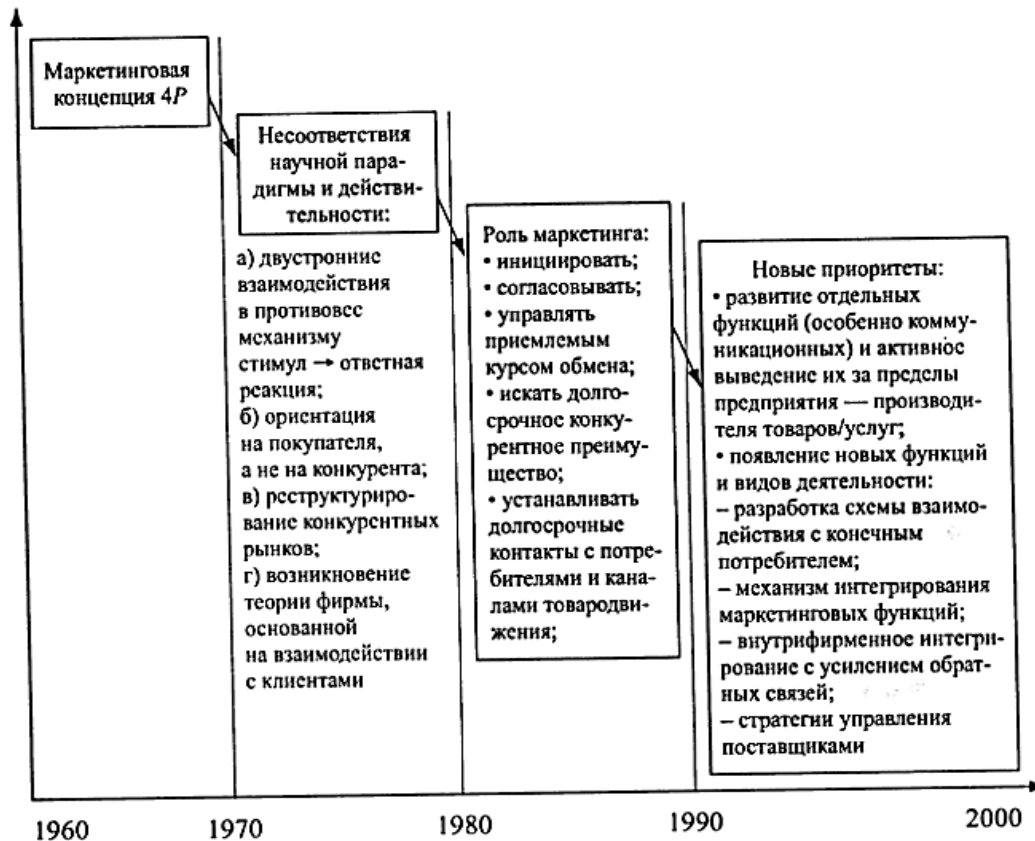 Маркетинговая
концепция 4P
Несоответствия
научной пара-
дигмы и действи-
тельности:
а) двустронние
взаимодействия
в противовес
механизму
стимул → ответная
реакция;
б) ориентация
на покупателя,
а не на конкурента;
в) реструктуриро-
вание конкурентных
рынков;
г) возникновение
теории фирмы,
основанной
на взаимодействии
с клиентами
Роль маркетинга:
• инициировать;
• согласовывать;
• управлять
приемлемым
курсом обмена;
• искать долго-
срочное конку-
рентное преиму-
щество;
• устанавливать
долгосрочные
контакты с потре-
бителями и кана-
лами товародви-
жения;
Новые приоритеты:
• развитие отдельных
функций (особенно комму-
никационных) и активное
выведение их за пределы
предприятия — производи-
теля товаров/услуг;
• появление новых функций
и видов деятельности:
– разработка схемы взаимо-
действия с конечным
потребителем;
– механизм интегрирования
маркетинговых функций;
– внутрифирменное интегри-
рование с усилением обрат-
ных связей;
– стратегии управления
поставщиками
1960
1970
1980
1990
2000